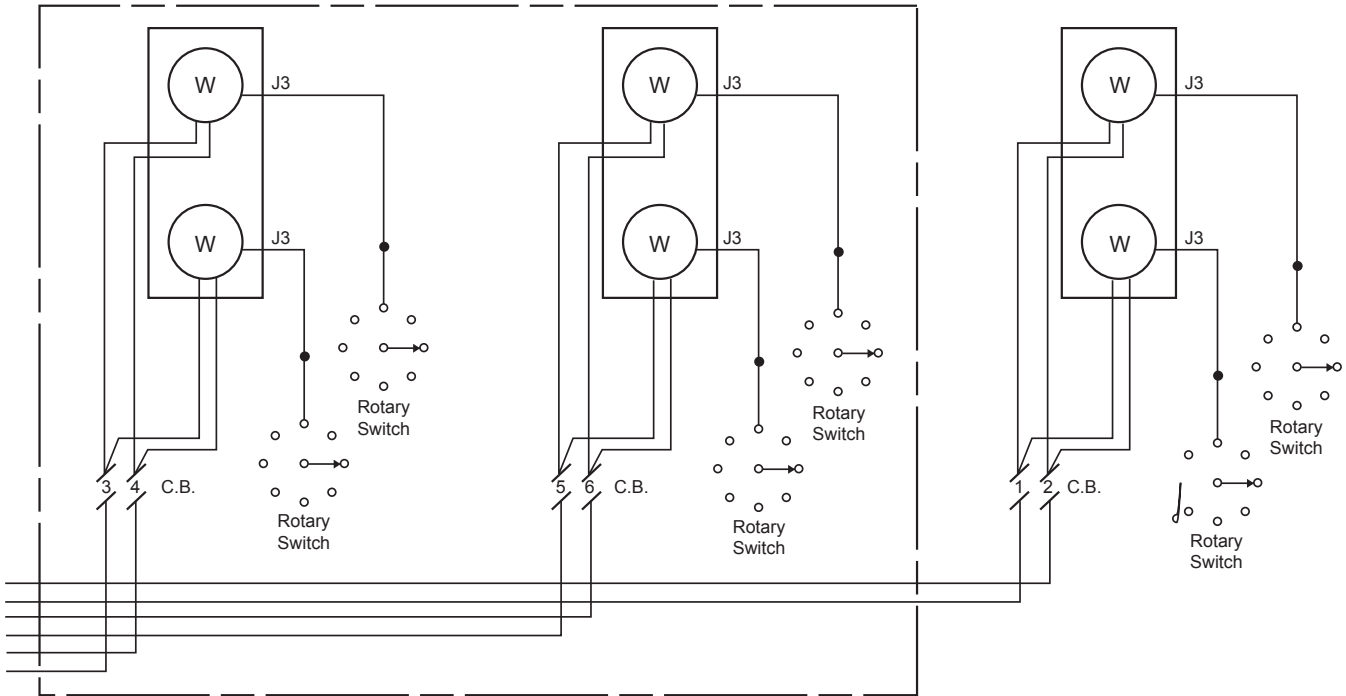 W
J3
W
J3
Rotary
Switch
3 4 C.B.
Rotary
Switch
W
J3
W
J3
Rotary
Switch
5 6 C.B.
Rotary
Switch
W
J3
W
J3
Rotary
Switch
1 2 C.B.
Rotary
Switch